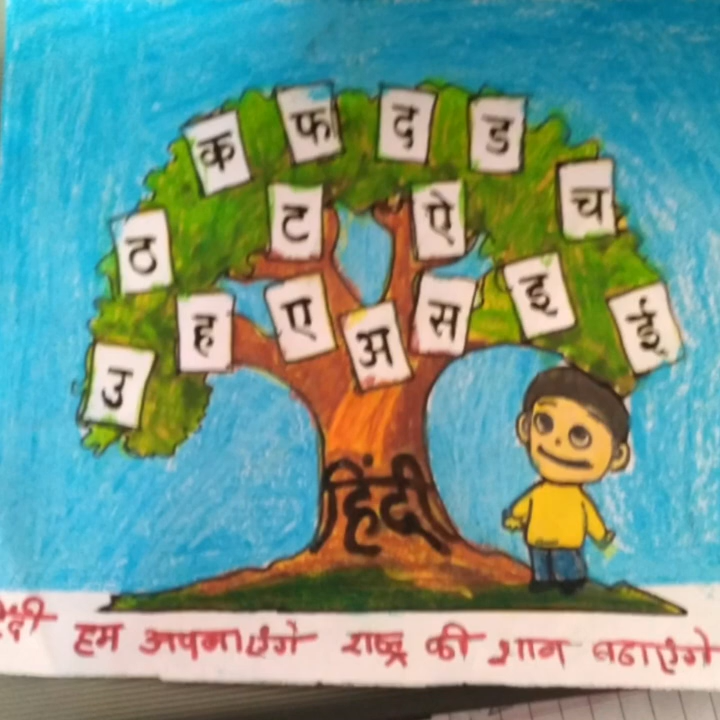 क फ द ड
ठ ट ऐ च
उ ह ए अ स इ ई
हिंदी
हिंदी हम अपनाएंगे राष्ट्र की शान बढाएंगे